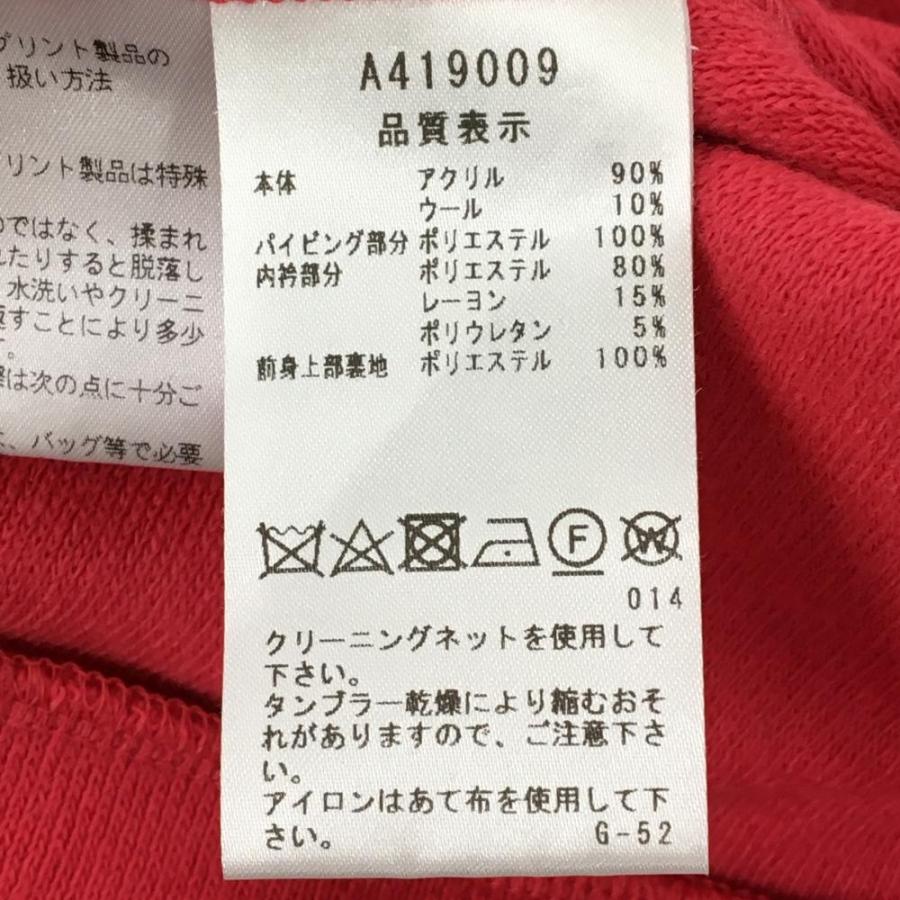 プリント製品の
扱い方法
プリント製品は特殊
のではなく、揉まれ
れたりすると脱落し
水洗いやクリーニ
返すことにより多少
す。
際は次の点に十分ご
バッグ等で必要
A419009
品質表示
本体 アクリル 90%
ウール 10%
パイピング部分 ポリエステル 100%
内衿部分 ポリエステル 80%
レーヨン 15%
ポリウレタン 5%
前身上部裏地 ポリエステル 100%
F W
014
クリーニングネットを使用して
下さい。
タンブラー乾燥により縮むおそ
れがありますので、ご注意下さ
い。
アイロンはあて布を使用して下
さい。 G-52